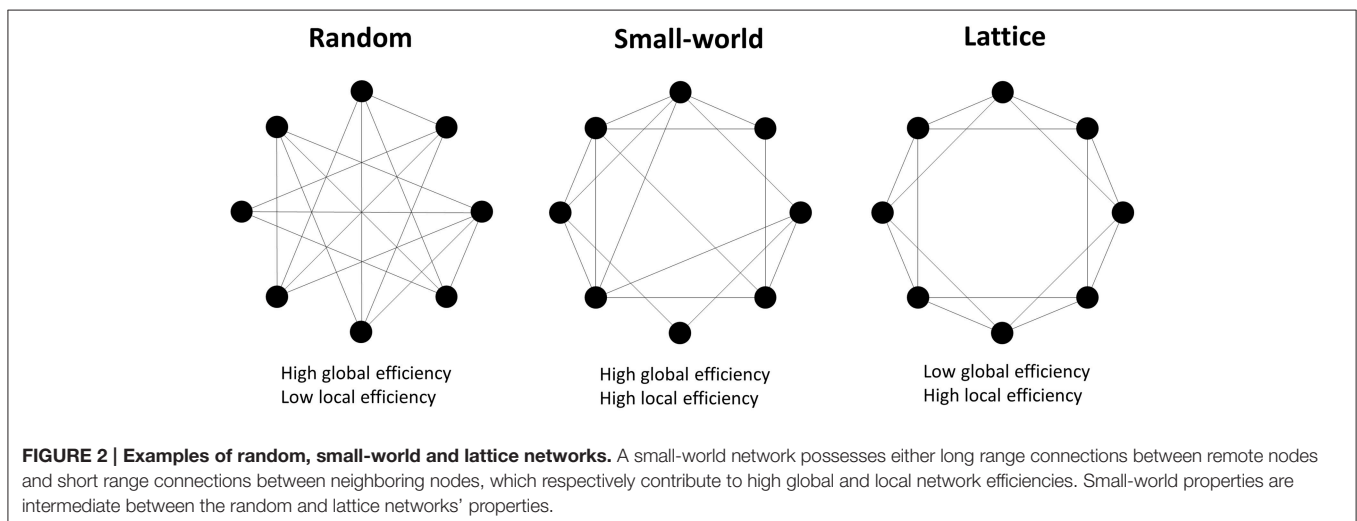 Random
Small-world
Lattice
High global efficiency
Low local efficiency
High global efficiency
High local efficiency
Low global efficiency
High local efficiency
FIGURE 2 | Examples of random, small-world and lattice networks. A small-world network possesses either long range connections between remote nodes
and short range connections between neighboring nodes, which respectively contribute to high global and local network efficiencies. Small-world properties are
intermediate between the random and lattice networks’ properties.